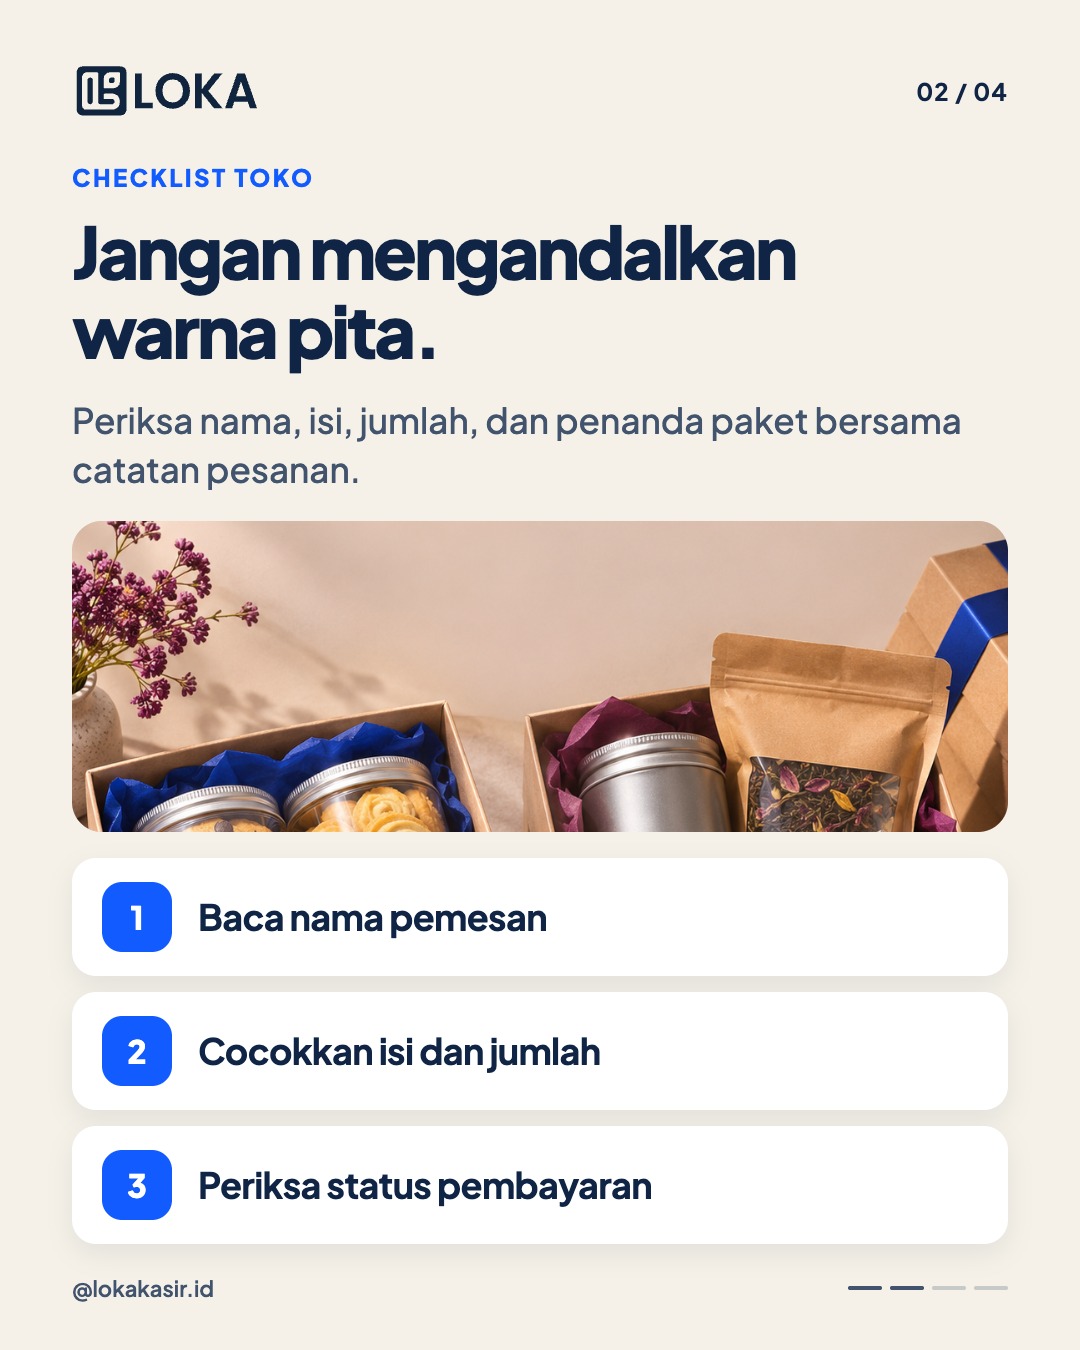 LOKA
02 / 04
CHECKLIST TOKO
Jangan mengandalkan
warna pita.
Periksa nama, isi, jumlah, dan penanda paket bersama
catatan pesanan.
1 Baca nama pemesan
2 Cocokkan isi dan jumlah
3 Periksa status pembayaran
@lokakasir.id